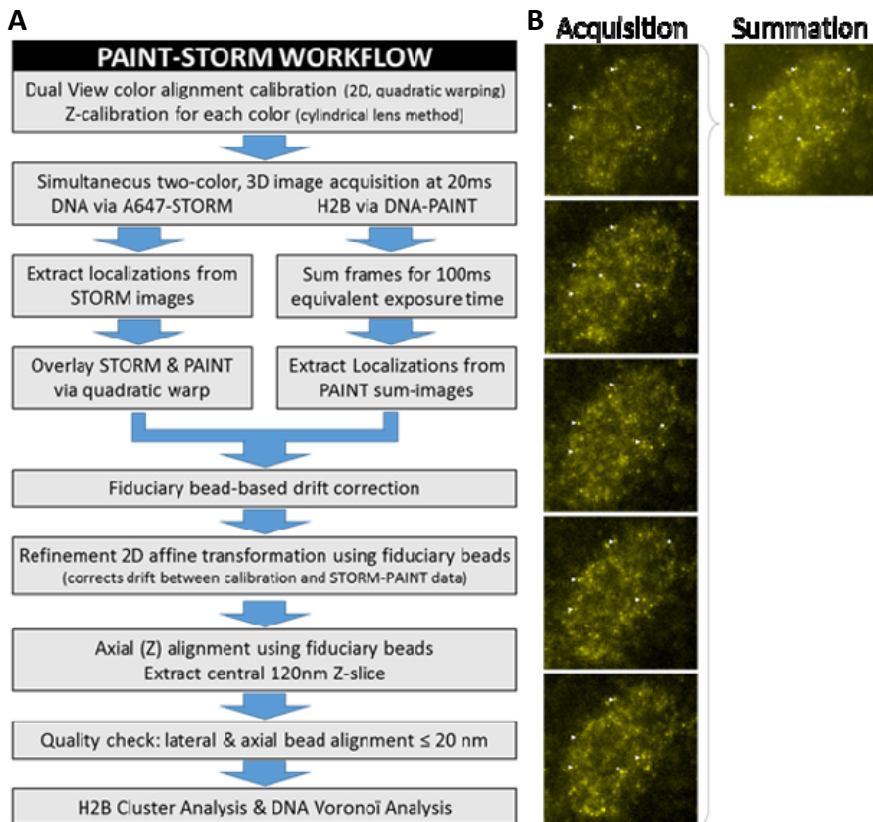 A
B
PAINT-STORM WORKFLOW
Dual View color alignment calibration (2D, quadratic warping)
Z-calibration for each color (cylindrical lens method)
Simultaneous two-color, 3D image acquisition at 20ms
DNA via A647-STORM H2B via DNA-PAINT
Extract localizations from
STORM images
Sum frames for 100ms
equivalent exposure time
Overlay STORM & PAINT
via quadratic warp
Extract Localizations from
PAINT sum-images
Fiduciary bead-based drift correction
Refinement 2D affine transformation using fiduciary beads
(corrects drift between calibration and STORM-PAINT data)
Axial (Z) alignment using fiduciary beads
Extract central 120nm Z-slice
Quality check: lateral & axial bead alignment ≤ 20 nm
H2B Cluster Analysis & DNA Voronoï Analysis
Acquisition
Summation